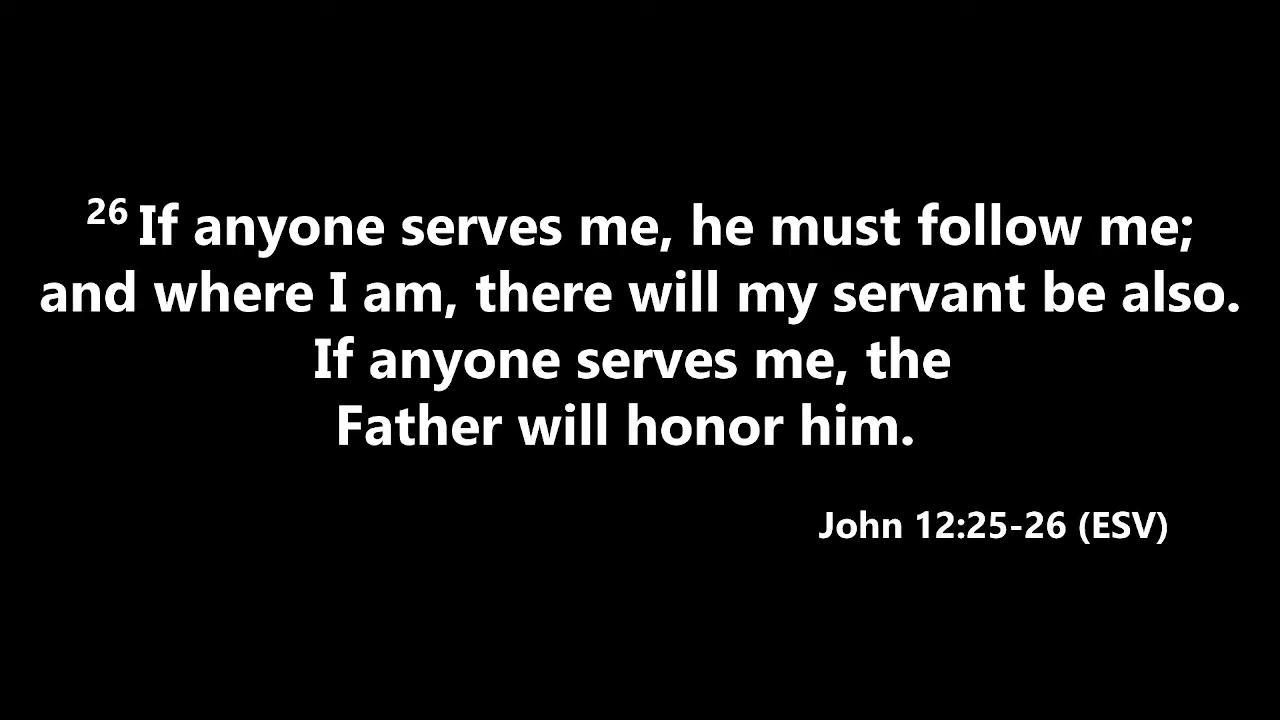 26 If anyone serves me, he must follow me;
and where I am, there will my servant be also.
If anyone serves me, the
Father will honor him.
John 12:25-26 (ESV)